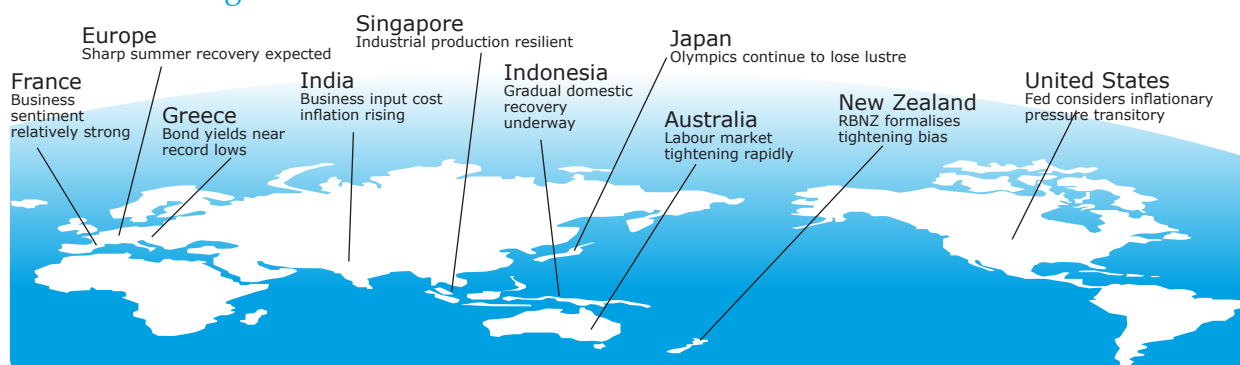 Singapore
Industrial production resilient
Europe
Sharp summer recovery expected
Japan
Olympics continue to lose lustre
France
Business
sentiment
relatively strong
India
Business input cost
inflation rising
Indonesia
Gradual domestic
recovery
underway
United States
Fed considers inflationary
pressure transitory
Greece
Bond yields near
record lows
Australia
Labour market
tightening rapidly
New Zealand
RBNZ formalises
tightening bias